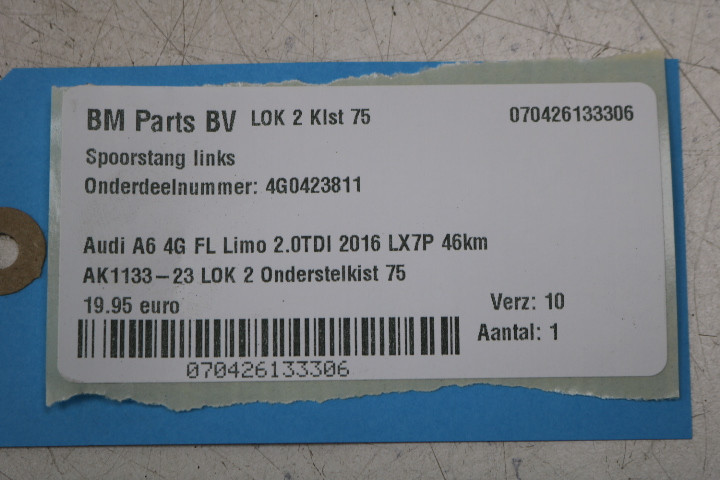 BM Parts BV LOK 2 Klst 75 070426133306
Spoorstang links
Onderdeelnummer: 4G0423811
Audi A6 4G FL Limo 2.0TDI 2016 LX7P 46km
AK1133-23 LOK 2 Onderstelkist 75
19.95 euro Verz: 10
Aantal: 1
070426133306